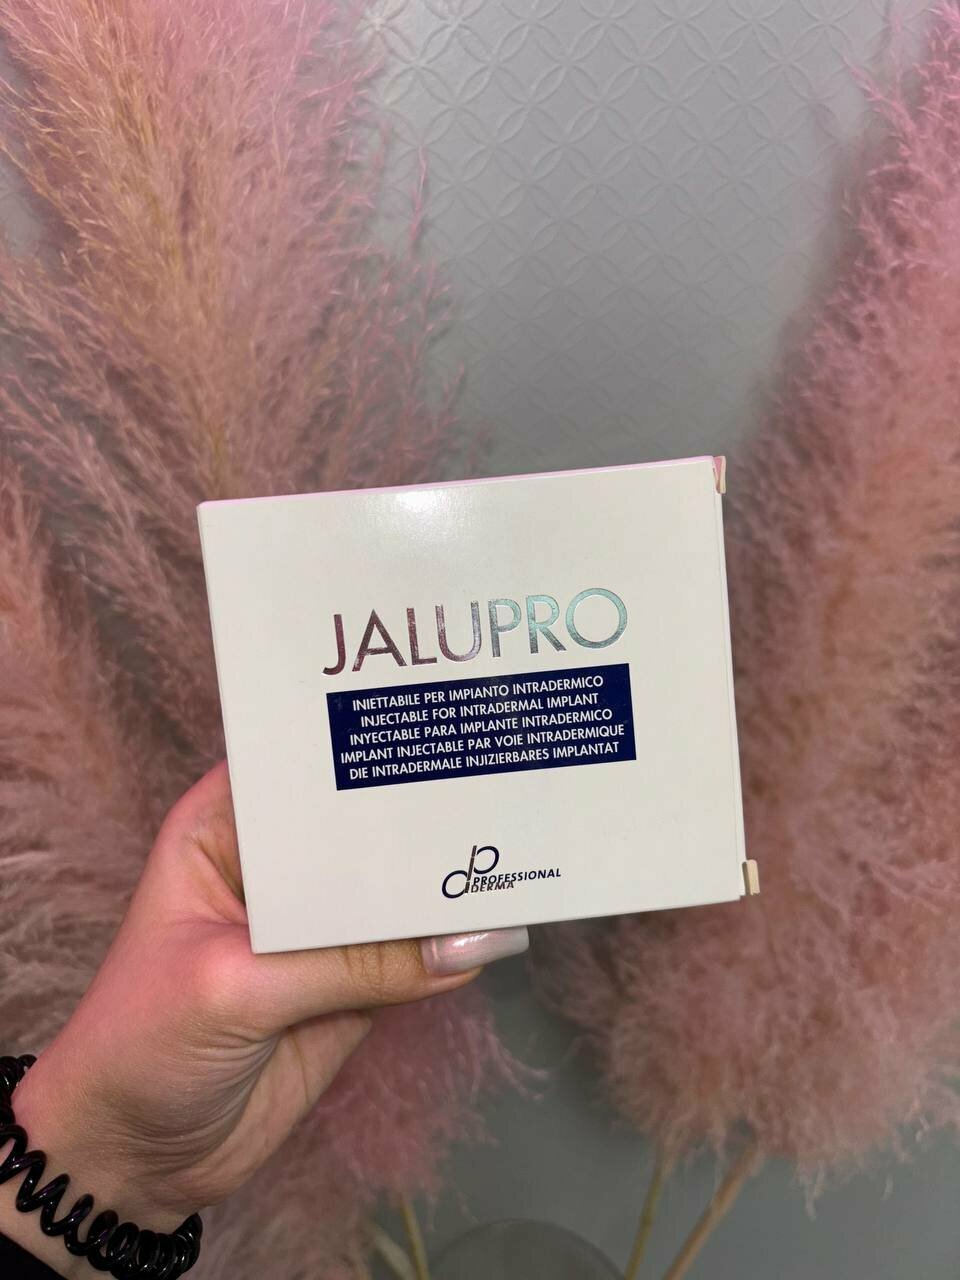 JALUPRO
INIETTABILE PER IMPIANTO INTRADERMICO
INJECTABLE FOR INTRADERMAL IMPLANT
INYECTABLE PARA IMPLANTE INTRADERMICO
IMPLANT INJECTABLE PAR VOIE INTRADERMIQUE
DIE INTRADERMALE INJIZIERBARES IMPLANTAT
PROFESSIONAL
DERMA